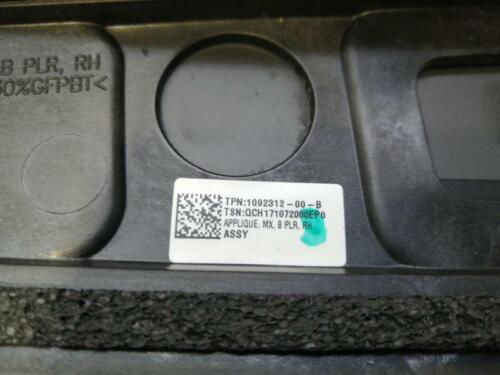 B PLR, RH
30%GFPBT<
TPN:1092312-00-B
TSN:QCH171072000EP0
APPLIQUE, MX, B PLR, RH
ASSY